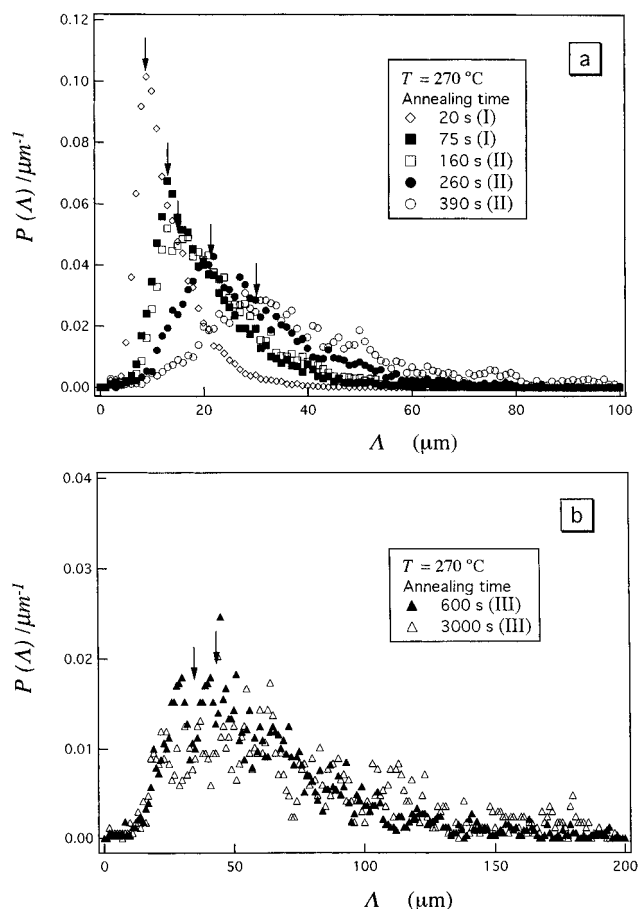 a
T = 270 °C
Annealing time
◇ 20 s (I)
■ 75 s (I)
□ 160 s (II)
● 260 s (II)
○ 390 s (II)
P (Λ) /μm⁻¹
0.12
0.10
0.08
0.06
0.04
0.02
0.00
0 20 40 60 80 100
Λ (μm)
b
T = 270 °C
Annealing time
▲ 600 s (III)
△ 3000 s (III)
P (Λ) /μm⁻¹
0.04
0.03
0.02
0.01
0.00
0 50 100 150 200
Λ (μm)